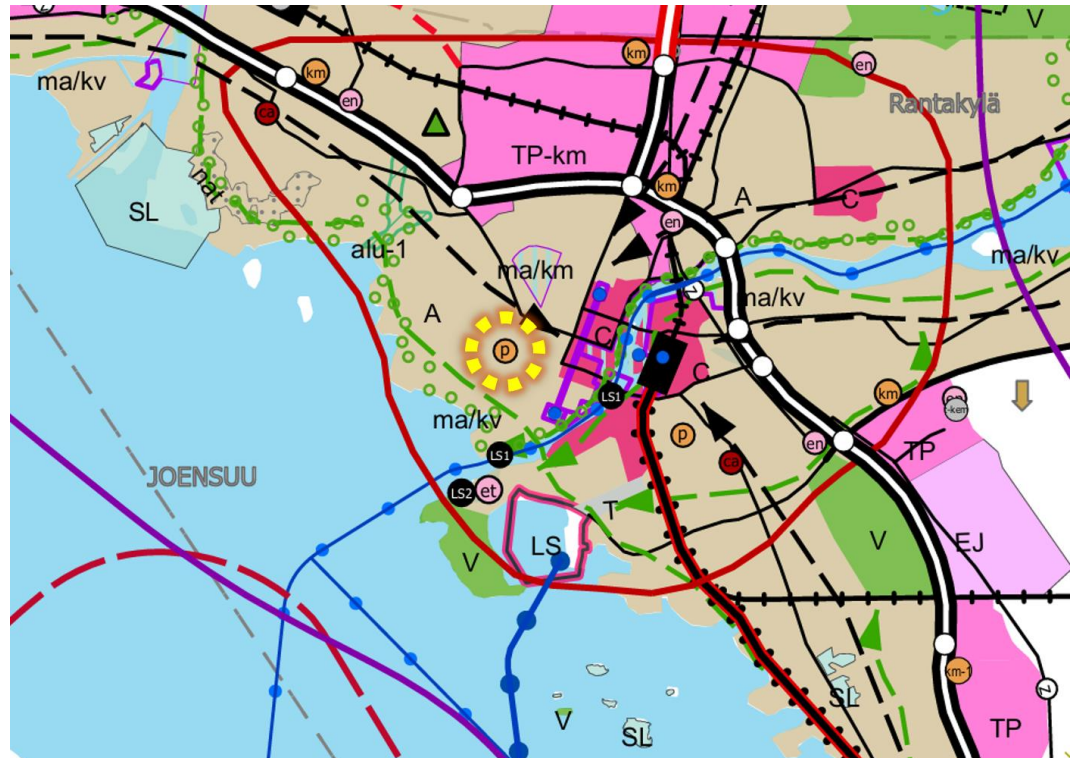 V
km
km
en
ma/kv
en
Rantakylä
ca
TP-km
nat
km
SL
A
C
en
alu-1
ma/km
ma/kv
ma/kv
A
C
p
C
LS1
km
ma/kv
p
en
TP
LS1
ca
JOENSUU
LS2
et
T
LS
V
EJ
V
km-1
SL
V
SL
TP